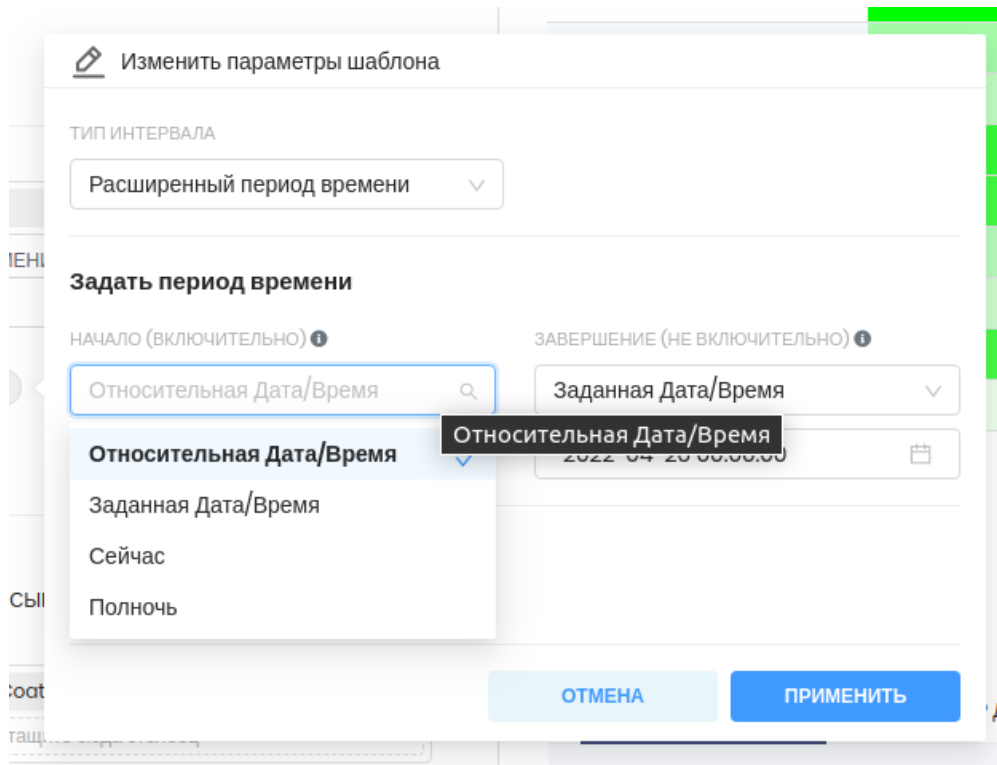 Изменить параметры шаблона
ТИП ИНТЕРВАЛА
Расширенный период времени
Задать период времени
НАЧАЛО (ВКЛЮЧИТЕЛЬНО)
ЗАВЕРШЕНИЕ (НЕ ВКЛЮЧИТЕЛЬНО)
Относительная Дата/Время
Заданная Дата/Время
Относительная Дата/Время
Относительная Дата/Время
Заданная Дата/Время
Сейчас
Полночь
ОТМЕНА
ПРИМЕНИТЬ